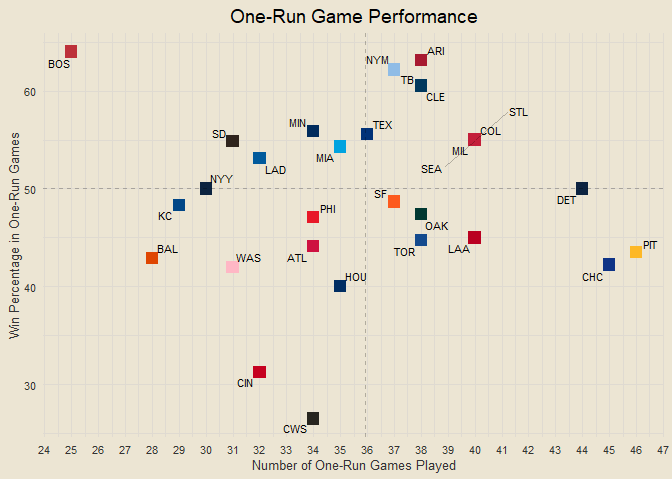 One-Run Game Performance
BOS
NYM
ARI
TB
CLE
60
MIN
TEX
STL
COL
SD
MIL
MIA
SEA
LAD
NYY
50
DET
KC
SF
PHI
OAK
BAL
TOR
LAA
PIT
WAS
ATL
HOU
CHC
40
CIN
30
CWS
Win Percentage in One-Run Games
24 25 26 27 28 29 30 31 32 33 34 35 36 37 38 39 40 41 42 43 44 45 46 47
Number of One-Run Games Played